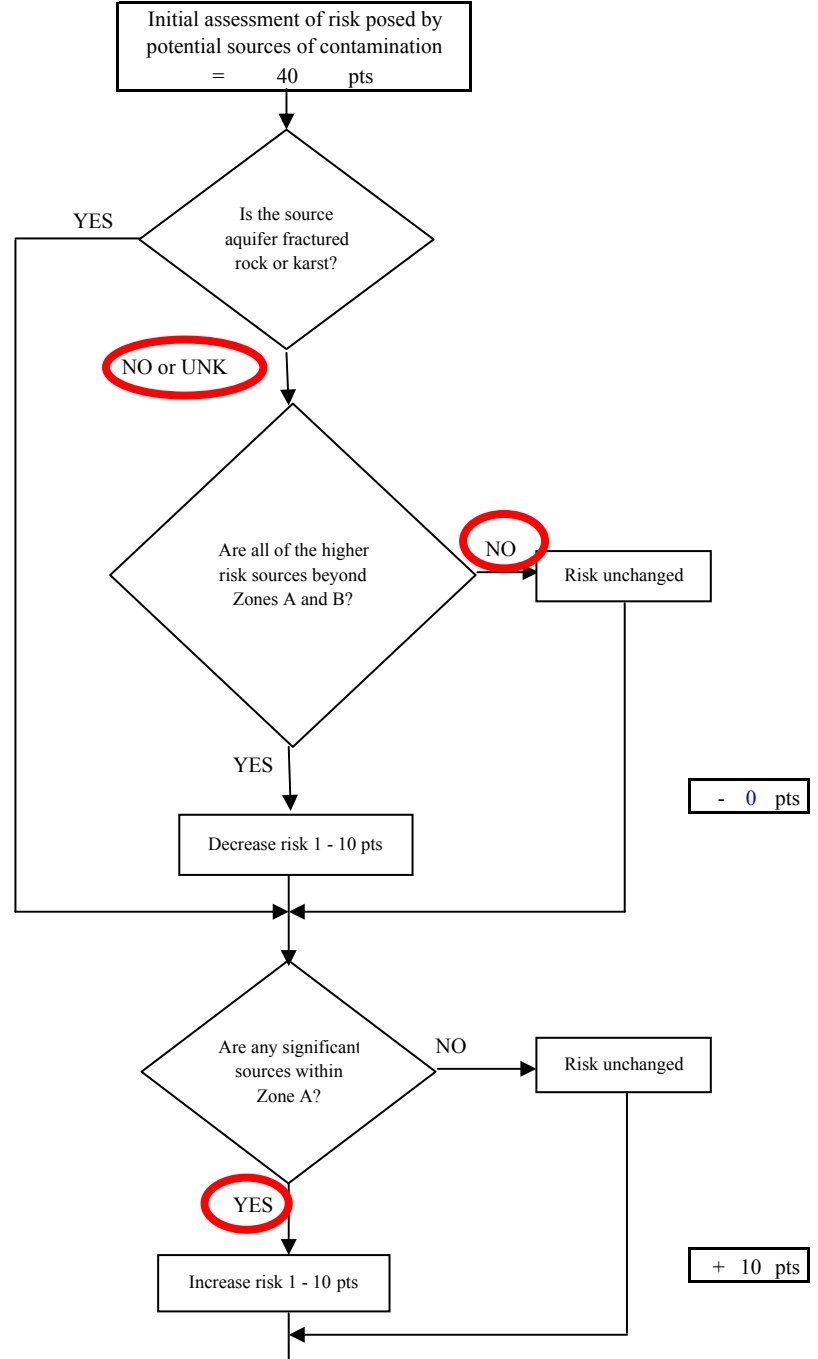 Initial assessment of risk posed by
potential sources of contamination
= 40 pts
YES
Is the source
aquifer fractured
rock or karst?
NO or UNK
Are all of the higher
risk sources beyond
Zones A and B?
NO
Risk unchanged
YES
- 0 pts
Decrease risk 1 - 10 pts
Are any significant
sources within
Zone A?
NO
Risk unchanged
YES
+ 10 pts
Increase risk 1 - 10 pts